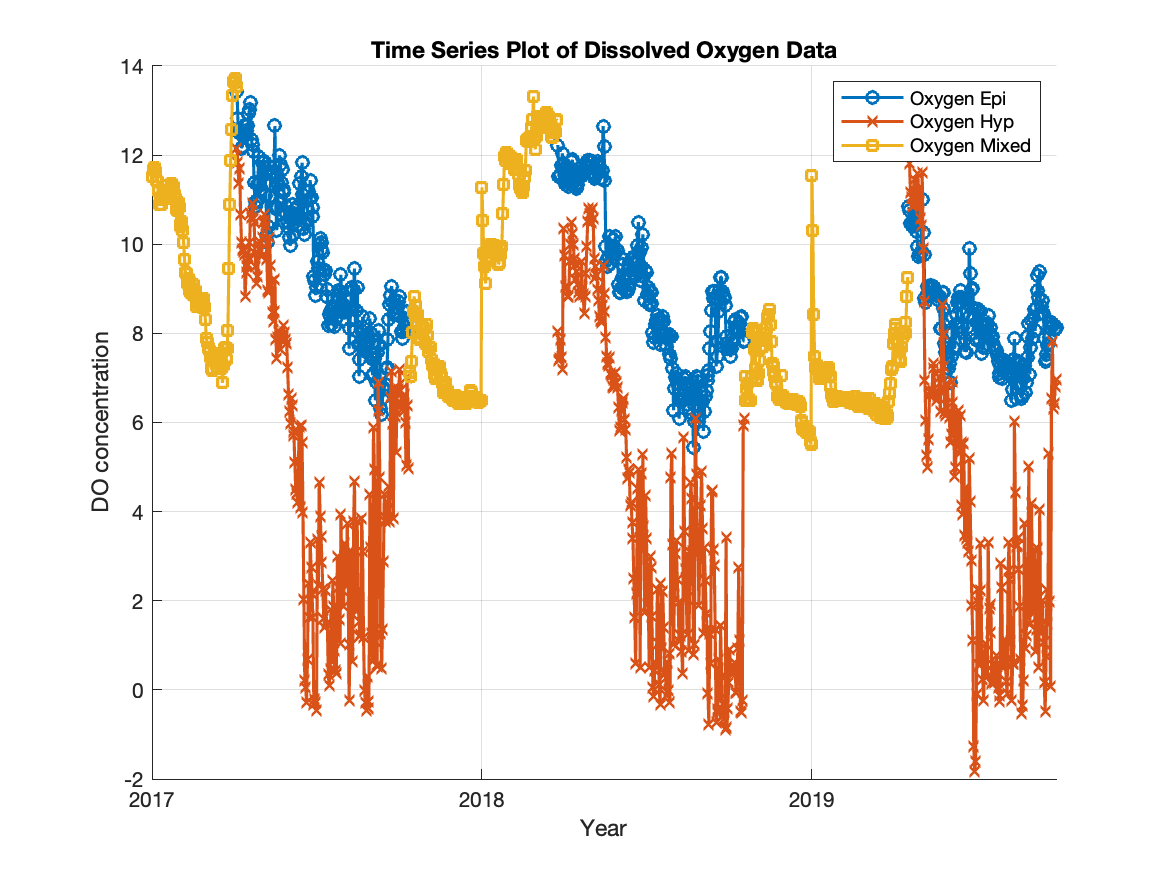 Time Series Plot of Dissolved Oxygen Data
14
12
10
8
6
4
2
0
-2
DO concentration
2017
2018
2019
Year
Oxygen Epi
Oxygen Hyp
Oxygen Mixed